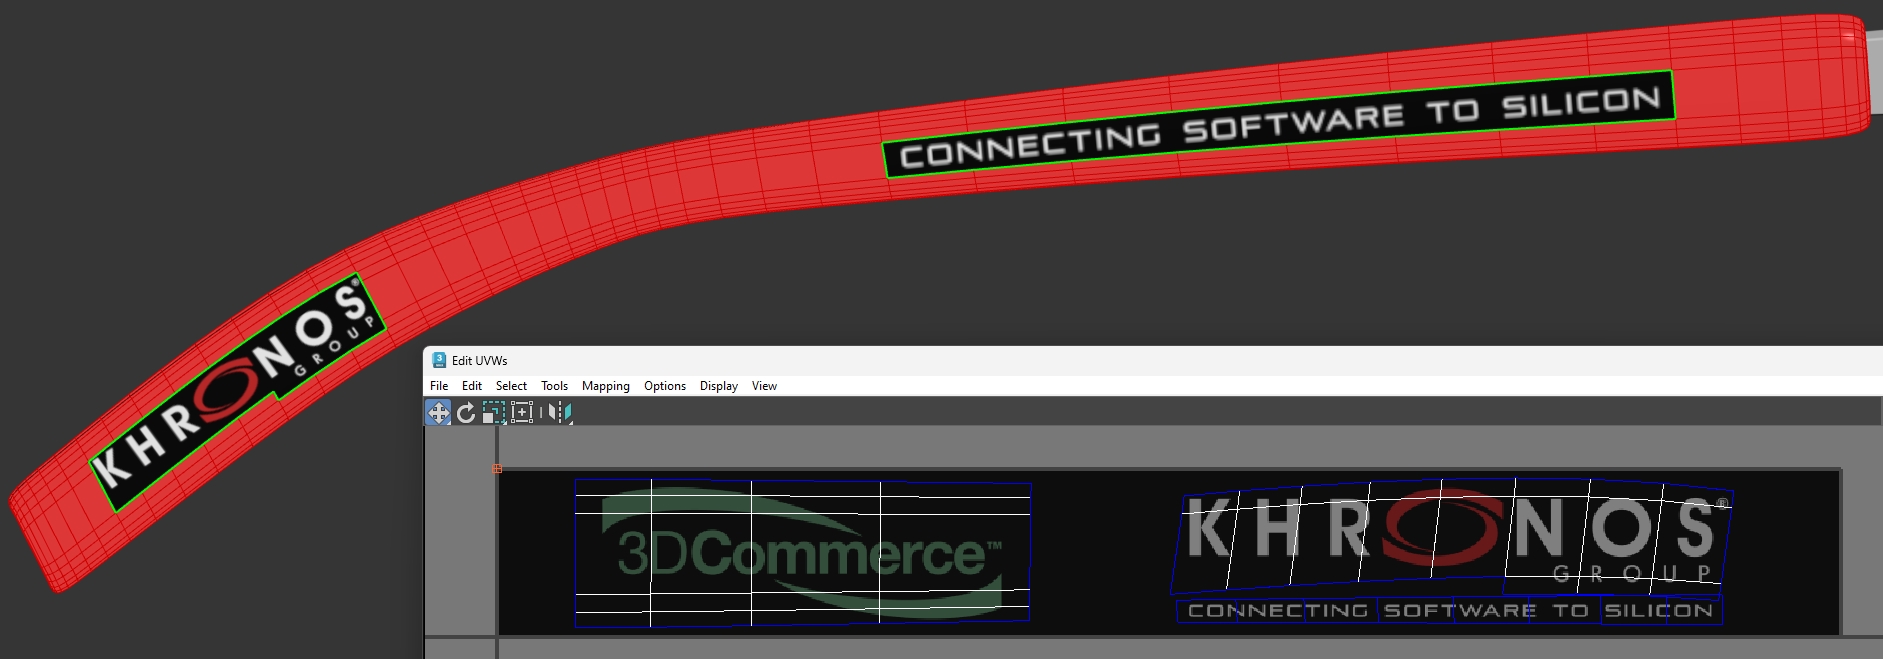 CONNECTING SOFTWARE TO SILICON
KHRONOS®
GROUP
3 Edit UVWs
File Edit Select Tools Mapping Options Display View
3DCommerce™
KHRONOS®
GROUP
CONNECTING SOFTWARE TO SILICON